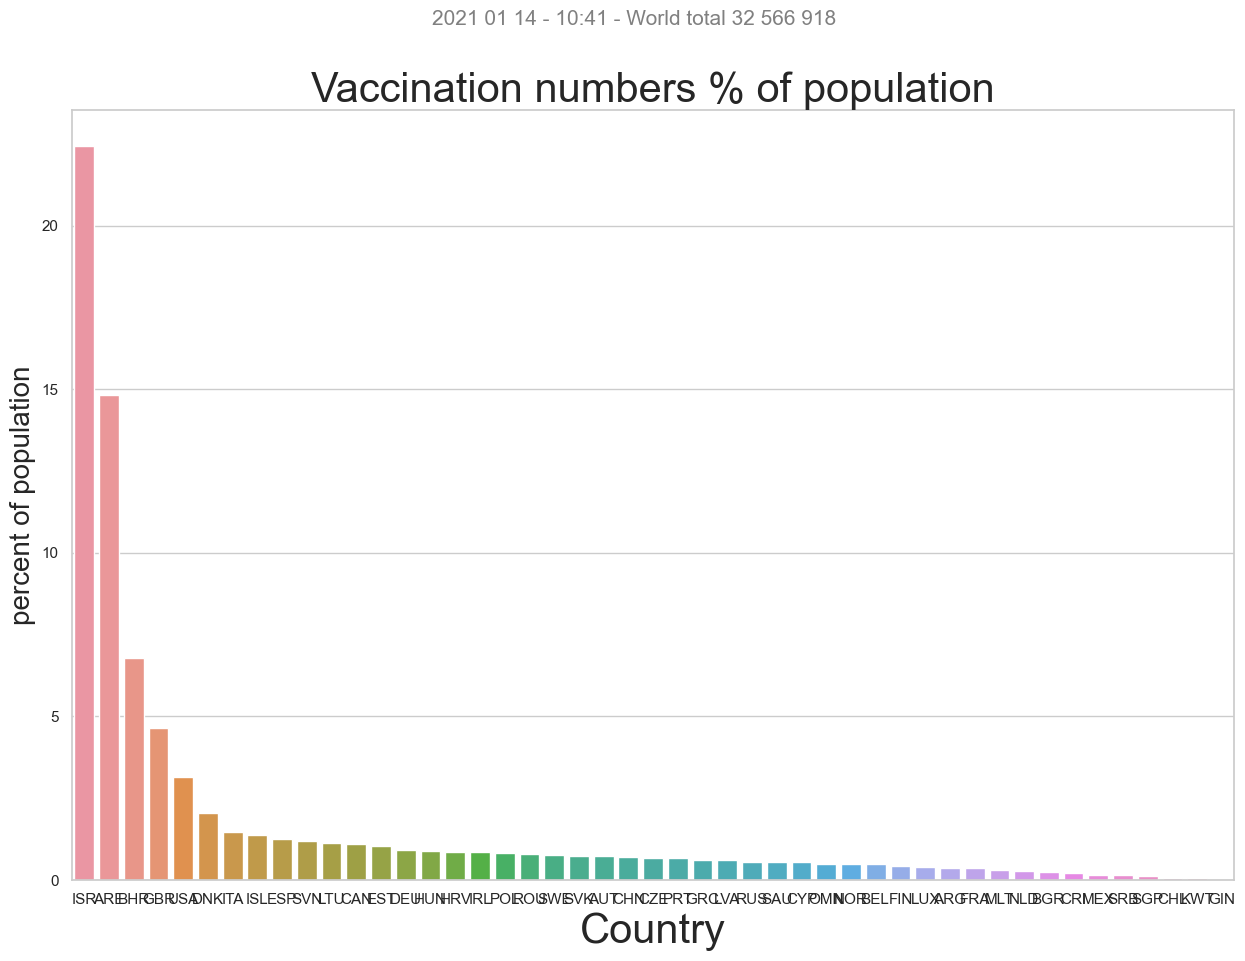 2021 01 14 - 10:41 - World total 32 566 918
Vaccination numbers % of population
percent of population
20
15
10
5
0
ISR ARE BHR GBR USA DNK ITA ISL ESP SVN LTU CAN EST DEU HUN HRV IRL POL ROU SWE SVK AUT CHN CZE PRT GRC LVA RUS SAU CYP OMN NOR BEL FIN LUX ARG FRA MLT NLD BGR CRI MEX SRB SGP CHL KWT GIN
Country